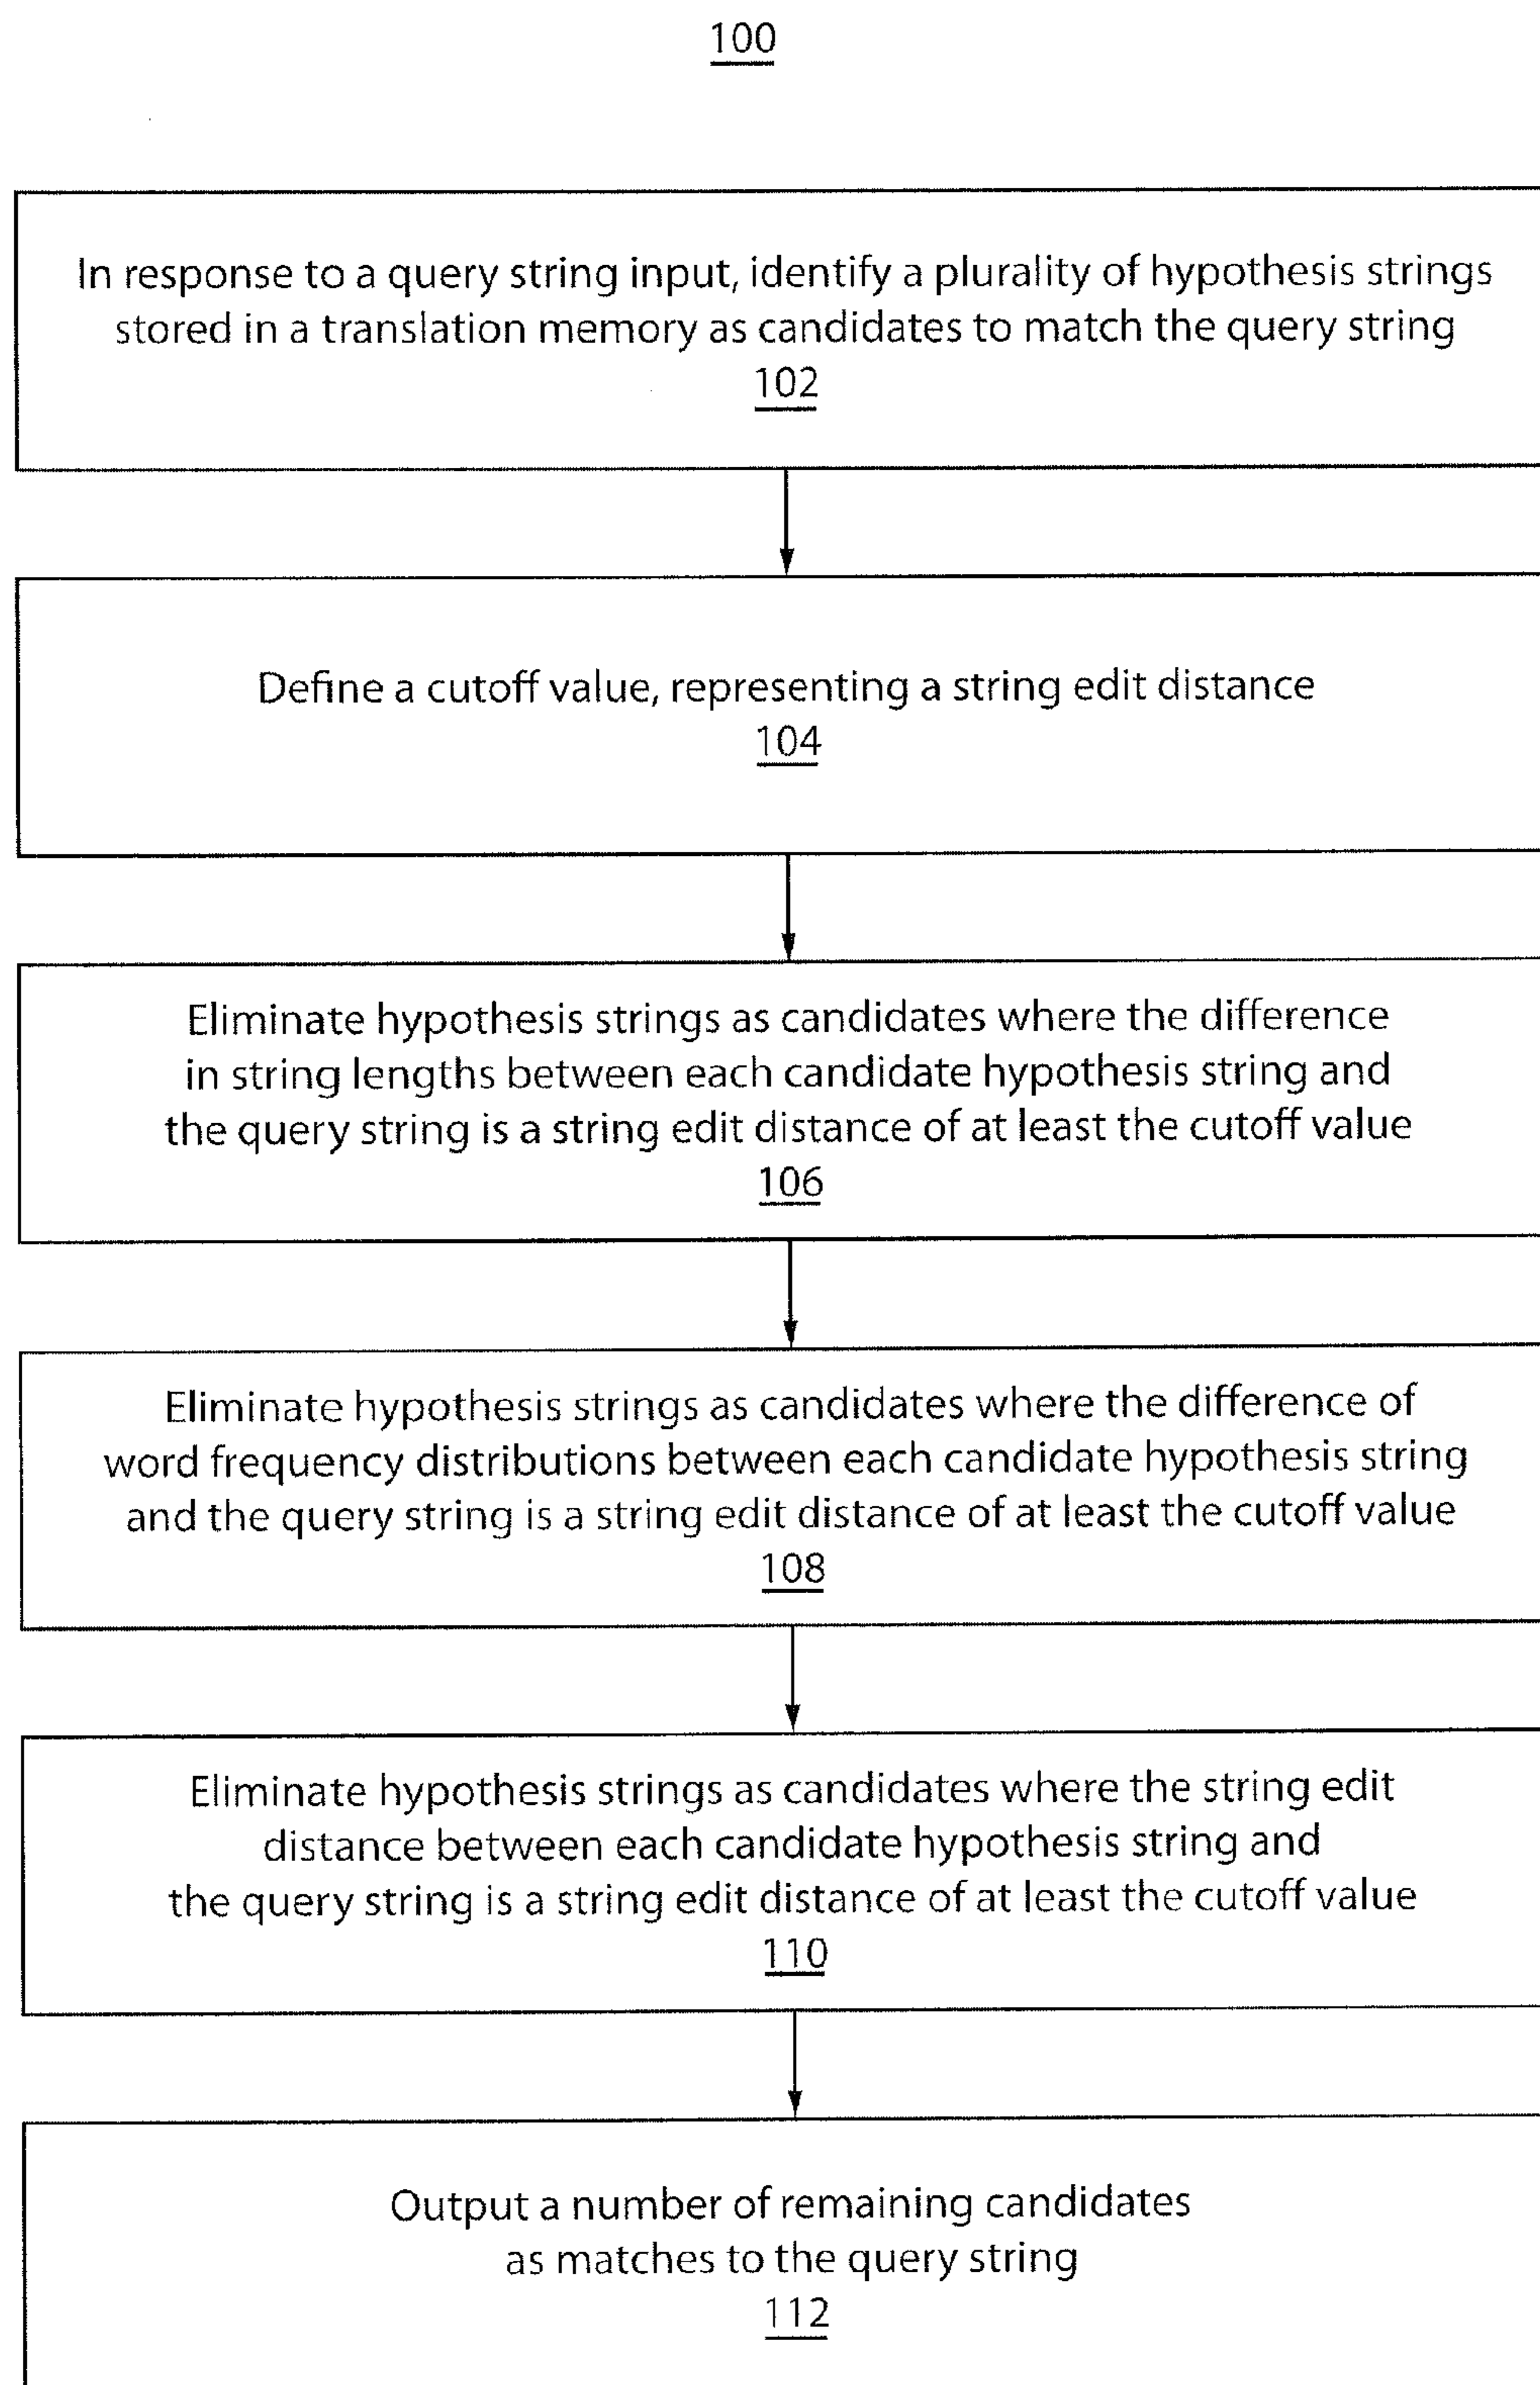 100
In response to a query string input, identify a plurality of hypothesis strings
stored in a translation memory as candidates to match the query string
102
Define a cutoff value, representing a string edit distance
104
Eliminate hypothesis strings as candidates where the difference
in string lengths between each candidate hypothesis string and
the query string is a string edit distance of at least the cutoff value
106
Eliminate hypothesis strings as candidates where the difference of
word frequency distributions between each candidate hypothesis string
and the query string is a string edit distance of at least the cutoff value
108
Eliminate hypothesis strings as candidates where the string edit
distance between each candidate hypothesis string and
the query string is a string edit distance of at least the cutoff value
110
Output a number of remaining candidates
as matches to the query string
112